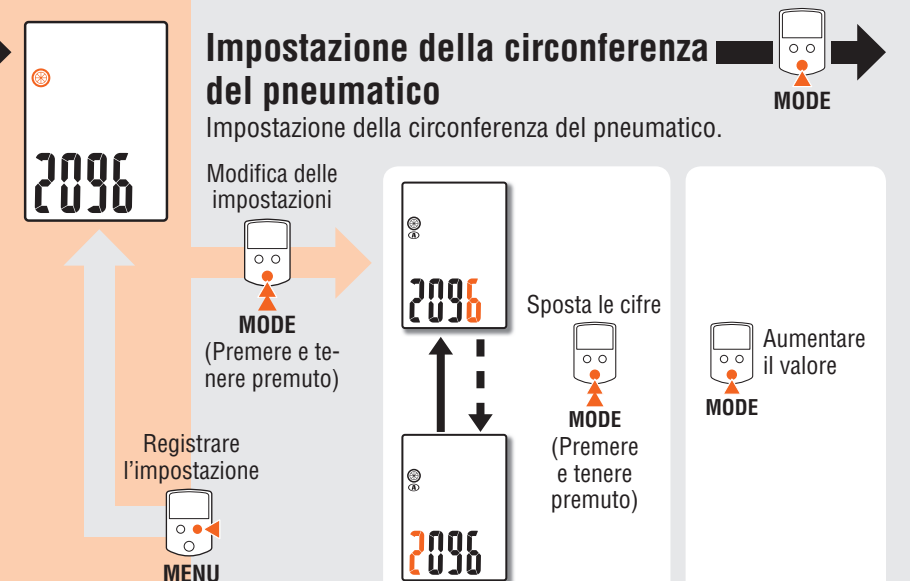 Impostazione della circonferenza
del pneumatico
MODE
Impostazione della circonferenza del pneumatico.
2096
Modifica delle
impostazioni
MODE
(Premere e te-
nere premuto)
Registrare
l'impostazione
MENU
A
2096
Sposta le cifre
MODE
(Premere
e tenere
premuto)
A
2096
Aumentare
il valore
MODE